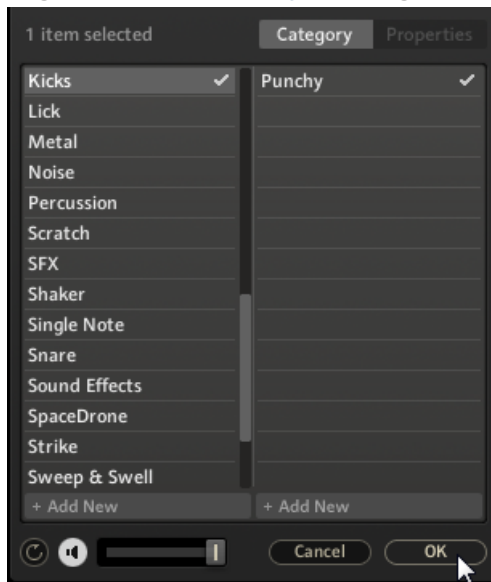 1 item selected Category Properties
Kicks Punchy
Lick
Metal
Noise
Percussion
Scratch
SFX
Shaker
Single Note
Snare
Sound Effects
SpaceDrone
Strike
Sweep & Swell
+ Add New + Add New
Cancel OK